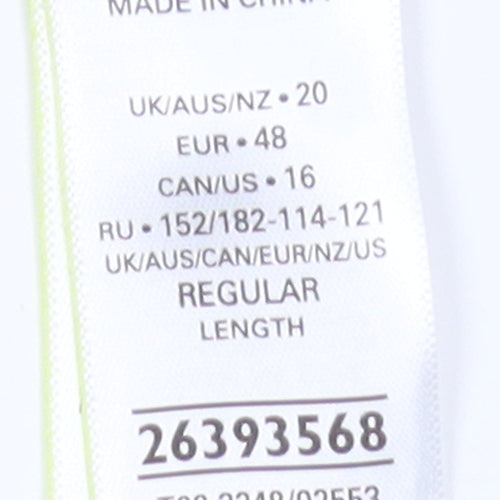 MADE IN CHINA
UK/AUS/NZ • 20
EUR • 48
CAN/US • 16
RU • 152/182-114-121
UK/AUS/CAN/EUR/NZ/US
REGULAR
LENGTH
26393568